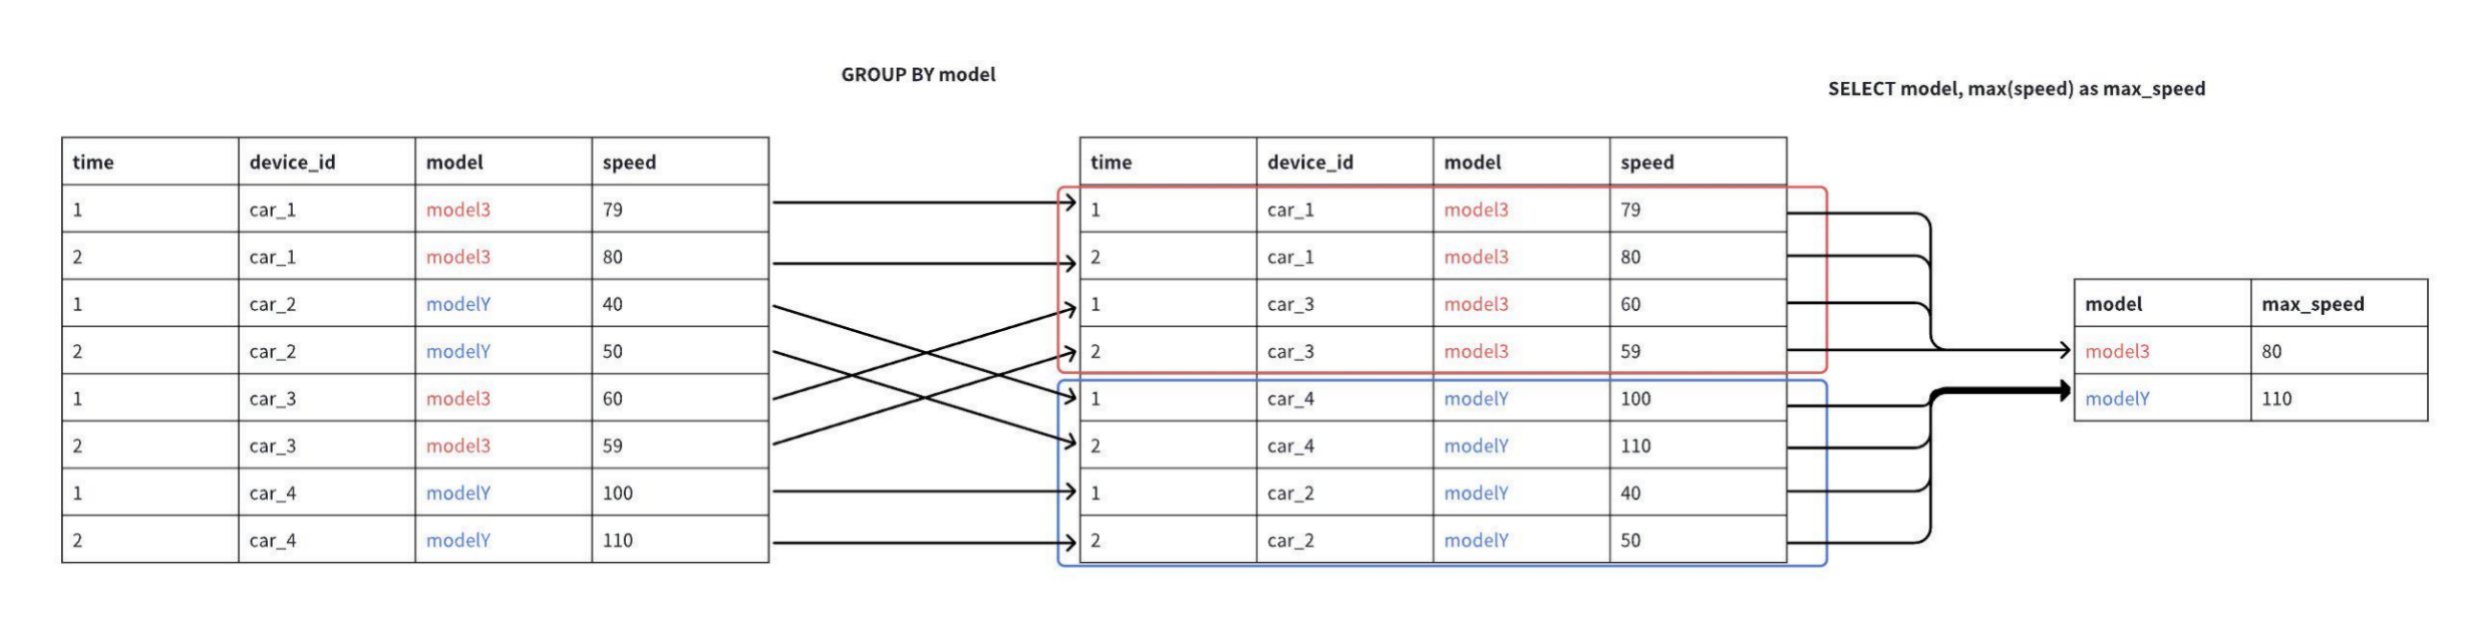 GROUP BY model
SELECT model, max(speed) as max_speed
time device_id model speed
1 car_1 model3 79
2 car_1 model3 80
1 car_2 modelY 40
2 car_2 modelY 50
1 car_3 model3 60
2 car_3 model3 59
1 car_4 modelY 100
2 car_4 modelY 110
time device_id model speed
1 car_1 model3 79
2 car_1 model3 80
1 car_3 model3 60
2 car_3 model3 59
1 car_4 modelY 100
2 car_4 modelY 110
1 car_2 modelY 40
2 car_2 modelY 50
model max_speed
model3 80
modelY 110